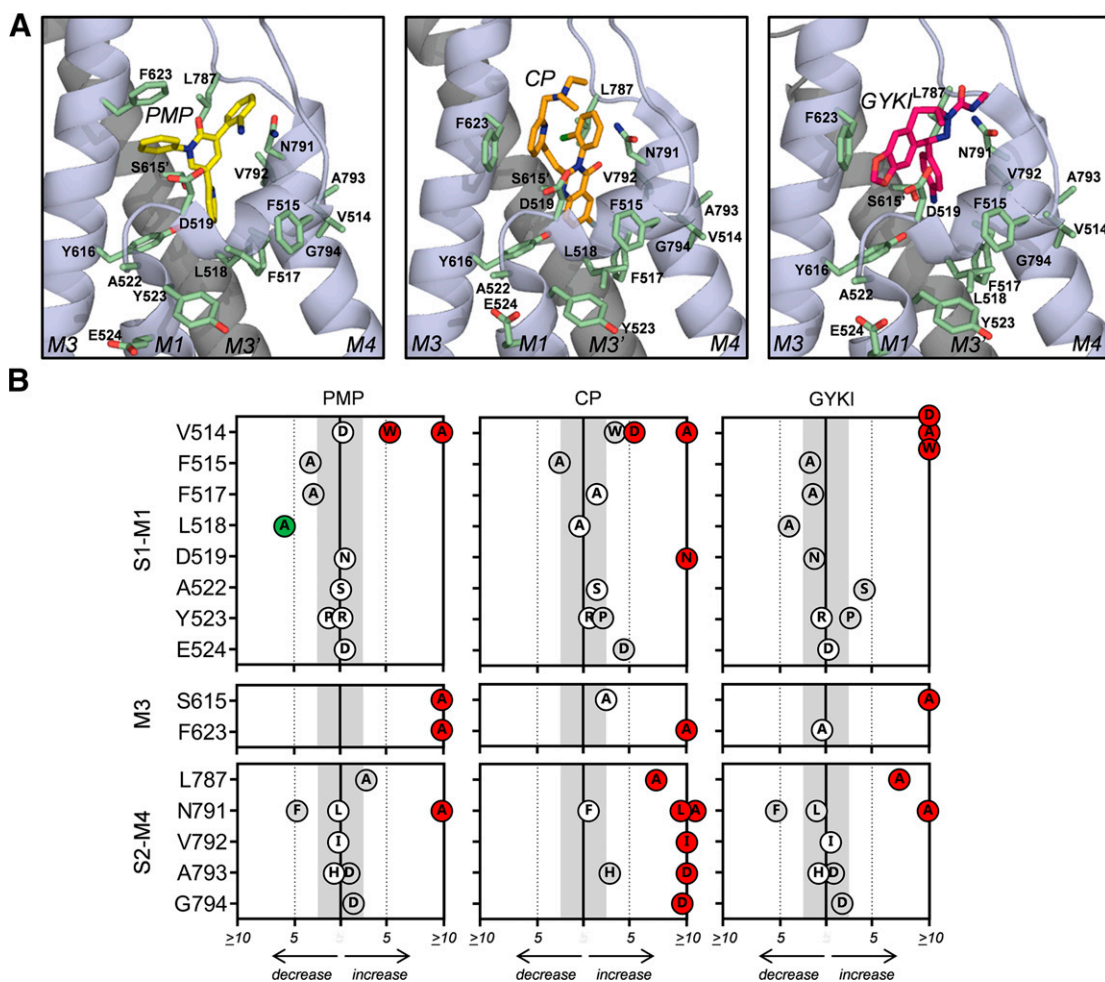 A
PMP
F623
L787
S615'
N791
V792
A793
D519
F515
V514
Y616
L518
G794
A522
F517
Y523
E524
M3
M1
M3'
M4
CP
L787
F623
N791
S615'
V792
D519
F515
A793
V514
Y616
L518
G794
A522
F517
E524
Y523
M3
M1
M3'
M4
GYKI
L787
F623
N791
V792
A793
S615'
D519
F515
V514
Y616
G794
F517
A522
L518
Y523
E524
M3
M1
M3'
M4
B
PMP CP GYKI
S1-M1
V514 D W A W D A D A W
F515 A A A
F517 A A A
L518 A A A
D519 N N N
A522 S S S
Y523 P R R P R P
E524 D D D
M3
S615 A A A
F623 A A A
S2-M4
L787 A A A
N791 F L A F L A F L A
V792 I I I
A793 H D H D H D
G794 D D D
≥10 5 5 ≥10 ≥10 5 5 ≥10 ≥10 5 5 ≥10
decrease increase decrease increase decrease increase